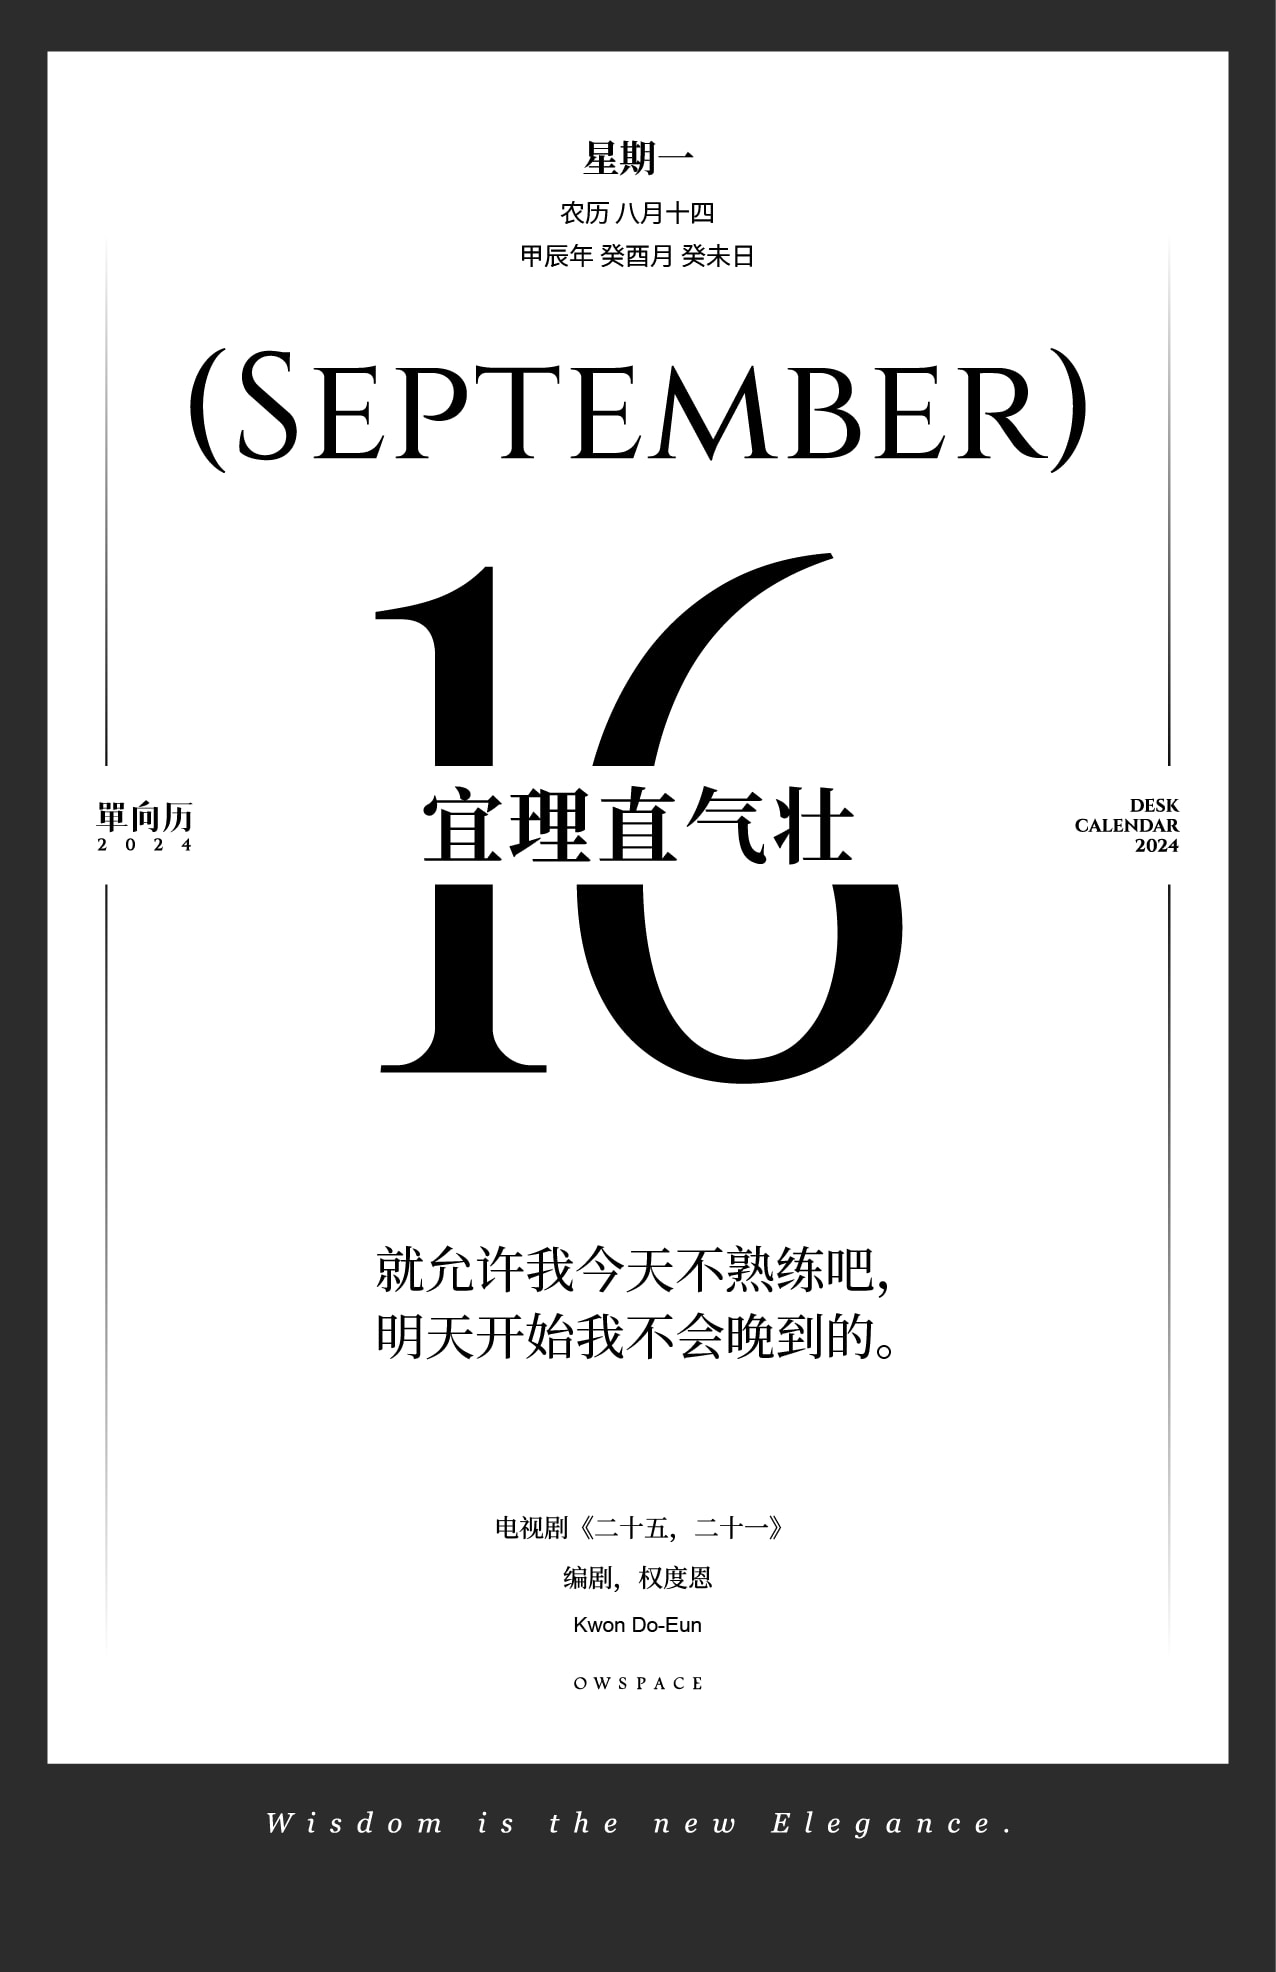 星期一
农历 八月十四
甲辰年 癸酉月 癸未日
(SEPTEMBER)
16
單向历
2024
宜理直气壮
DESK
CALENDAR
2024
就允许我今天不熟练吧，
明天开始我不会晚到的。
电视剧《二十五，二十一》
编剧，权度恩
Kwon Do-Eun
OWSPACE
Wisdom is the new Elegance.